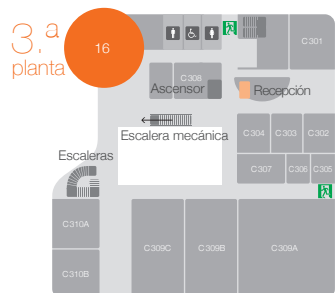 3.ª
planta
16
C301
C308
Ascensor
Recepción
Escalera mecánica
C304
C303
C302
Escaleras
C307
C306
C305
C310A
C309C
C309B
C309A
C310B